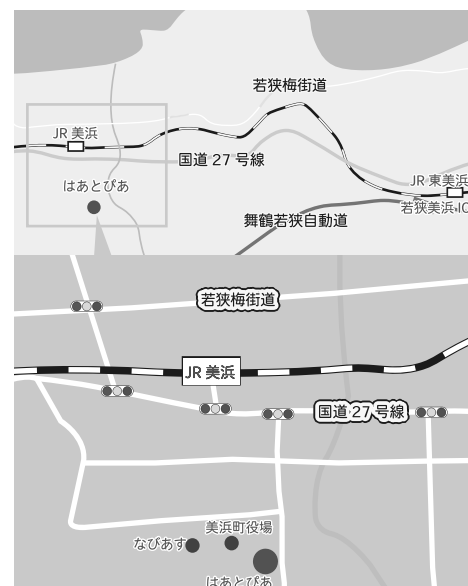 若狭梅街道
JR 美浜
国道 27 号線
はあとぴあ
JR 東美浜
若狭美浜 IC
舞鶴若狭自動道
若狭梅街道
JR 美浜
国道 27 号線
美浜町役場
なびあす
はあとぴあ